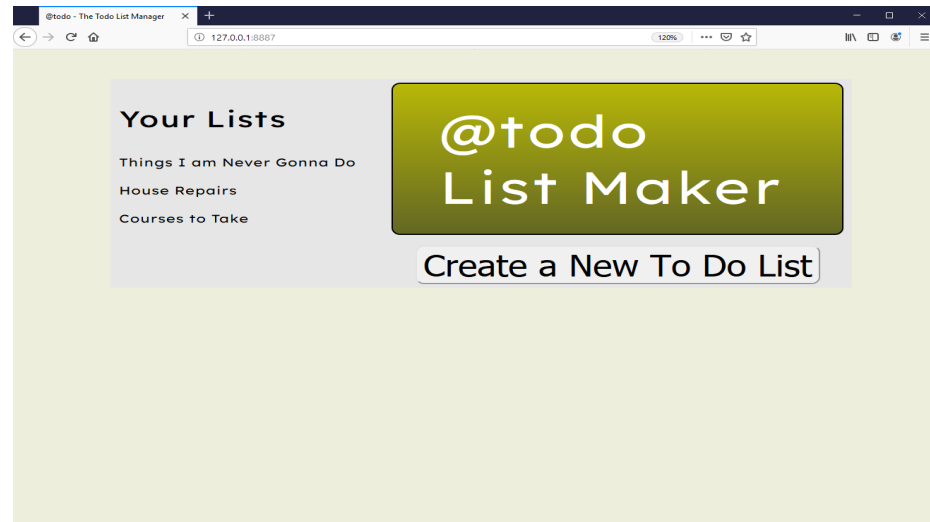 @todo - The Todo List Manager
127.0.0.1:8887
120%
Your Lists
Things I am Never Gonna Do
House Repairs
Courses to Take
@todo
List Maker
Create a New To Do List